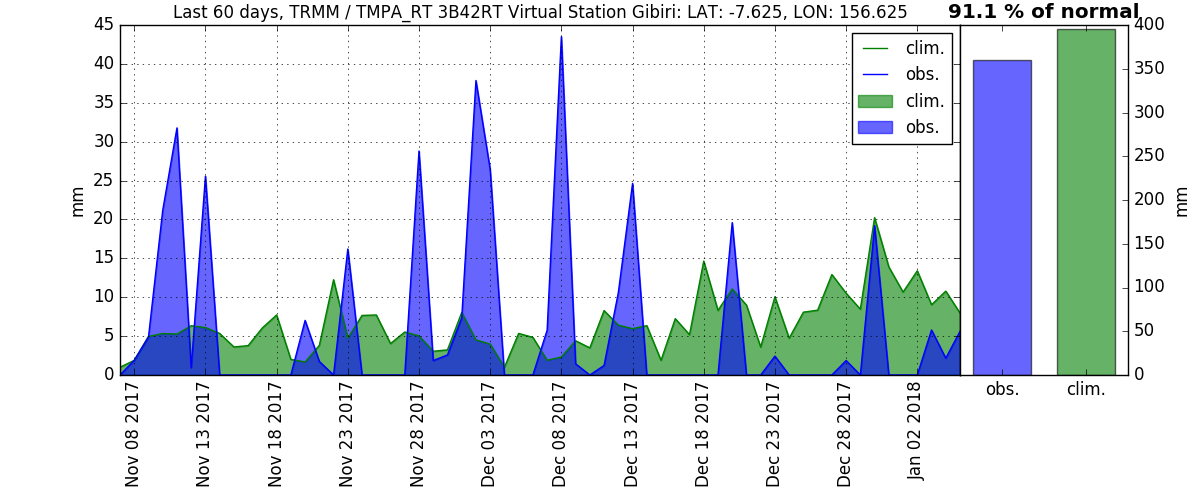 Last 60 days, TRMM / TMPA_RT 3B42RT Virtual Station Gibiri: LAT: -7.625, LON: 156.625
91.1 % of normal
45
40
35
30
25
20
15
10
5
0
mm
clim.
obs.
clim.
obs.
Nov 08 2017
Nov 13 2017
Nov 18 2017
Nov 23 2017
Nov 28 2017
Dec 03 2017
Dec 08 2017
Dec 13 2017
Dec 18 2017
Dec 23 2017
Dec 28 2017
Jan 02 2018
400
350
300
250
200
150
100
50
0
mm
obs.
clim.